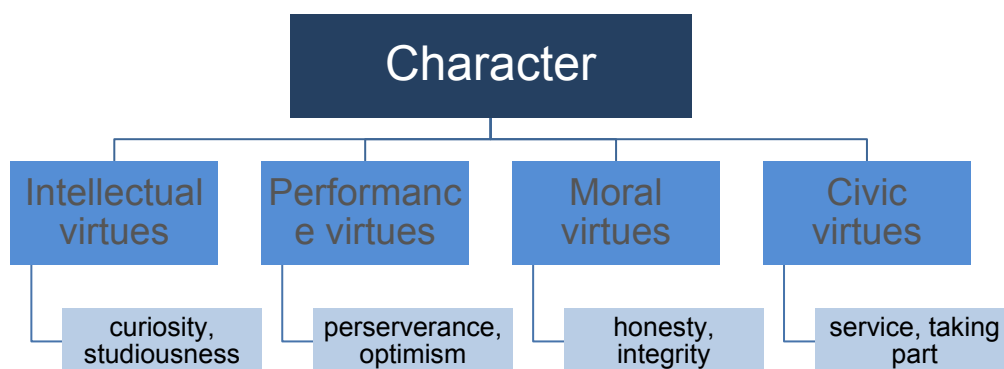 Character
Intellectual
virtues
Performanc
e virtues
Moral
virtues
Civic
virtues
curiosity,
studiousness
perserverance,
optimism
honesty,
integrity
service, taking
part